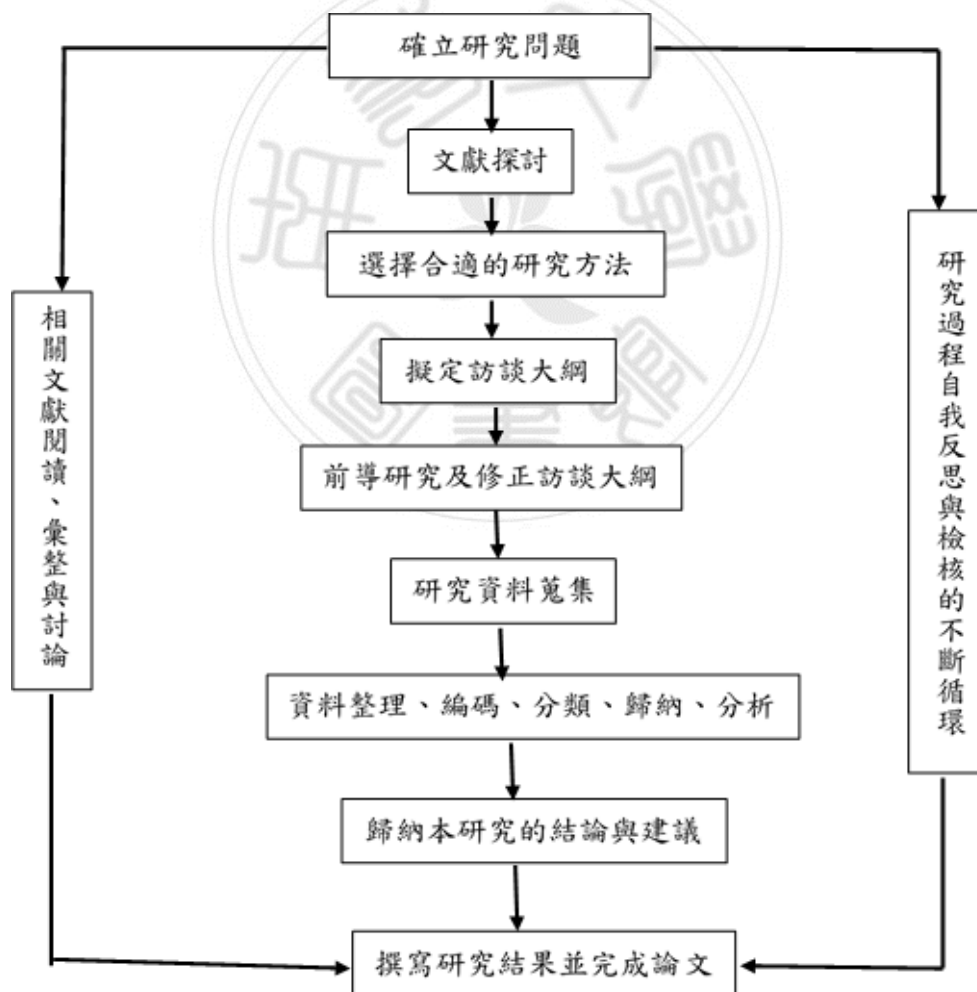 確立研究問題
文獻探討
選擇合適的研究方法
擬定訪談大綱
前導研究及修正訪談大綱
研究資料蒐集
資料整理、編碼、分類、歸納、分析
歸納本研究的結論與建議
撰寫研究結果並完成論文
相關文獻閱讀、彙整與討論
研究過程自我反思與檢核的不斷循環